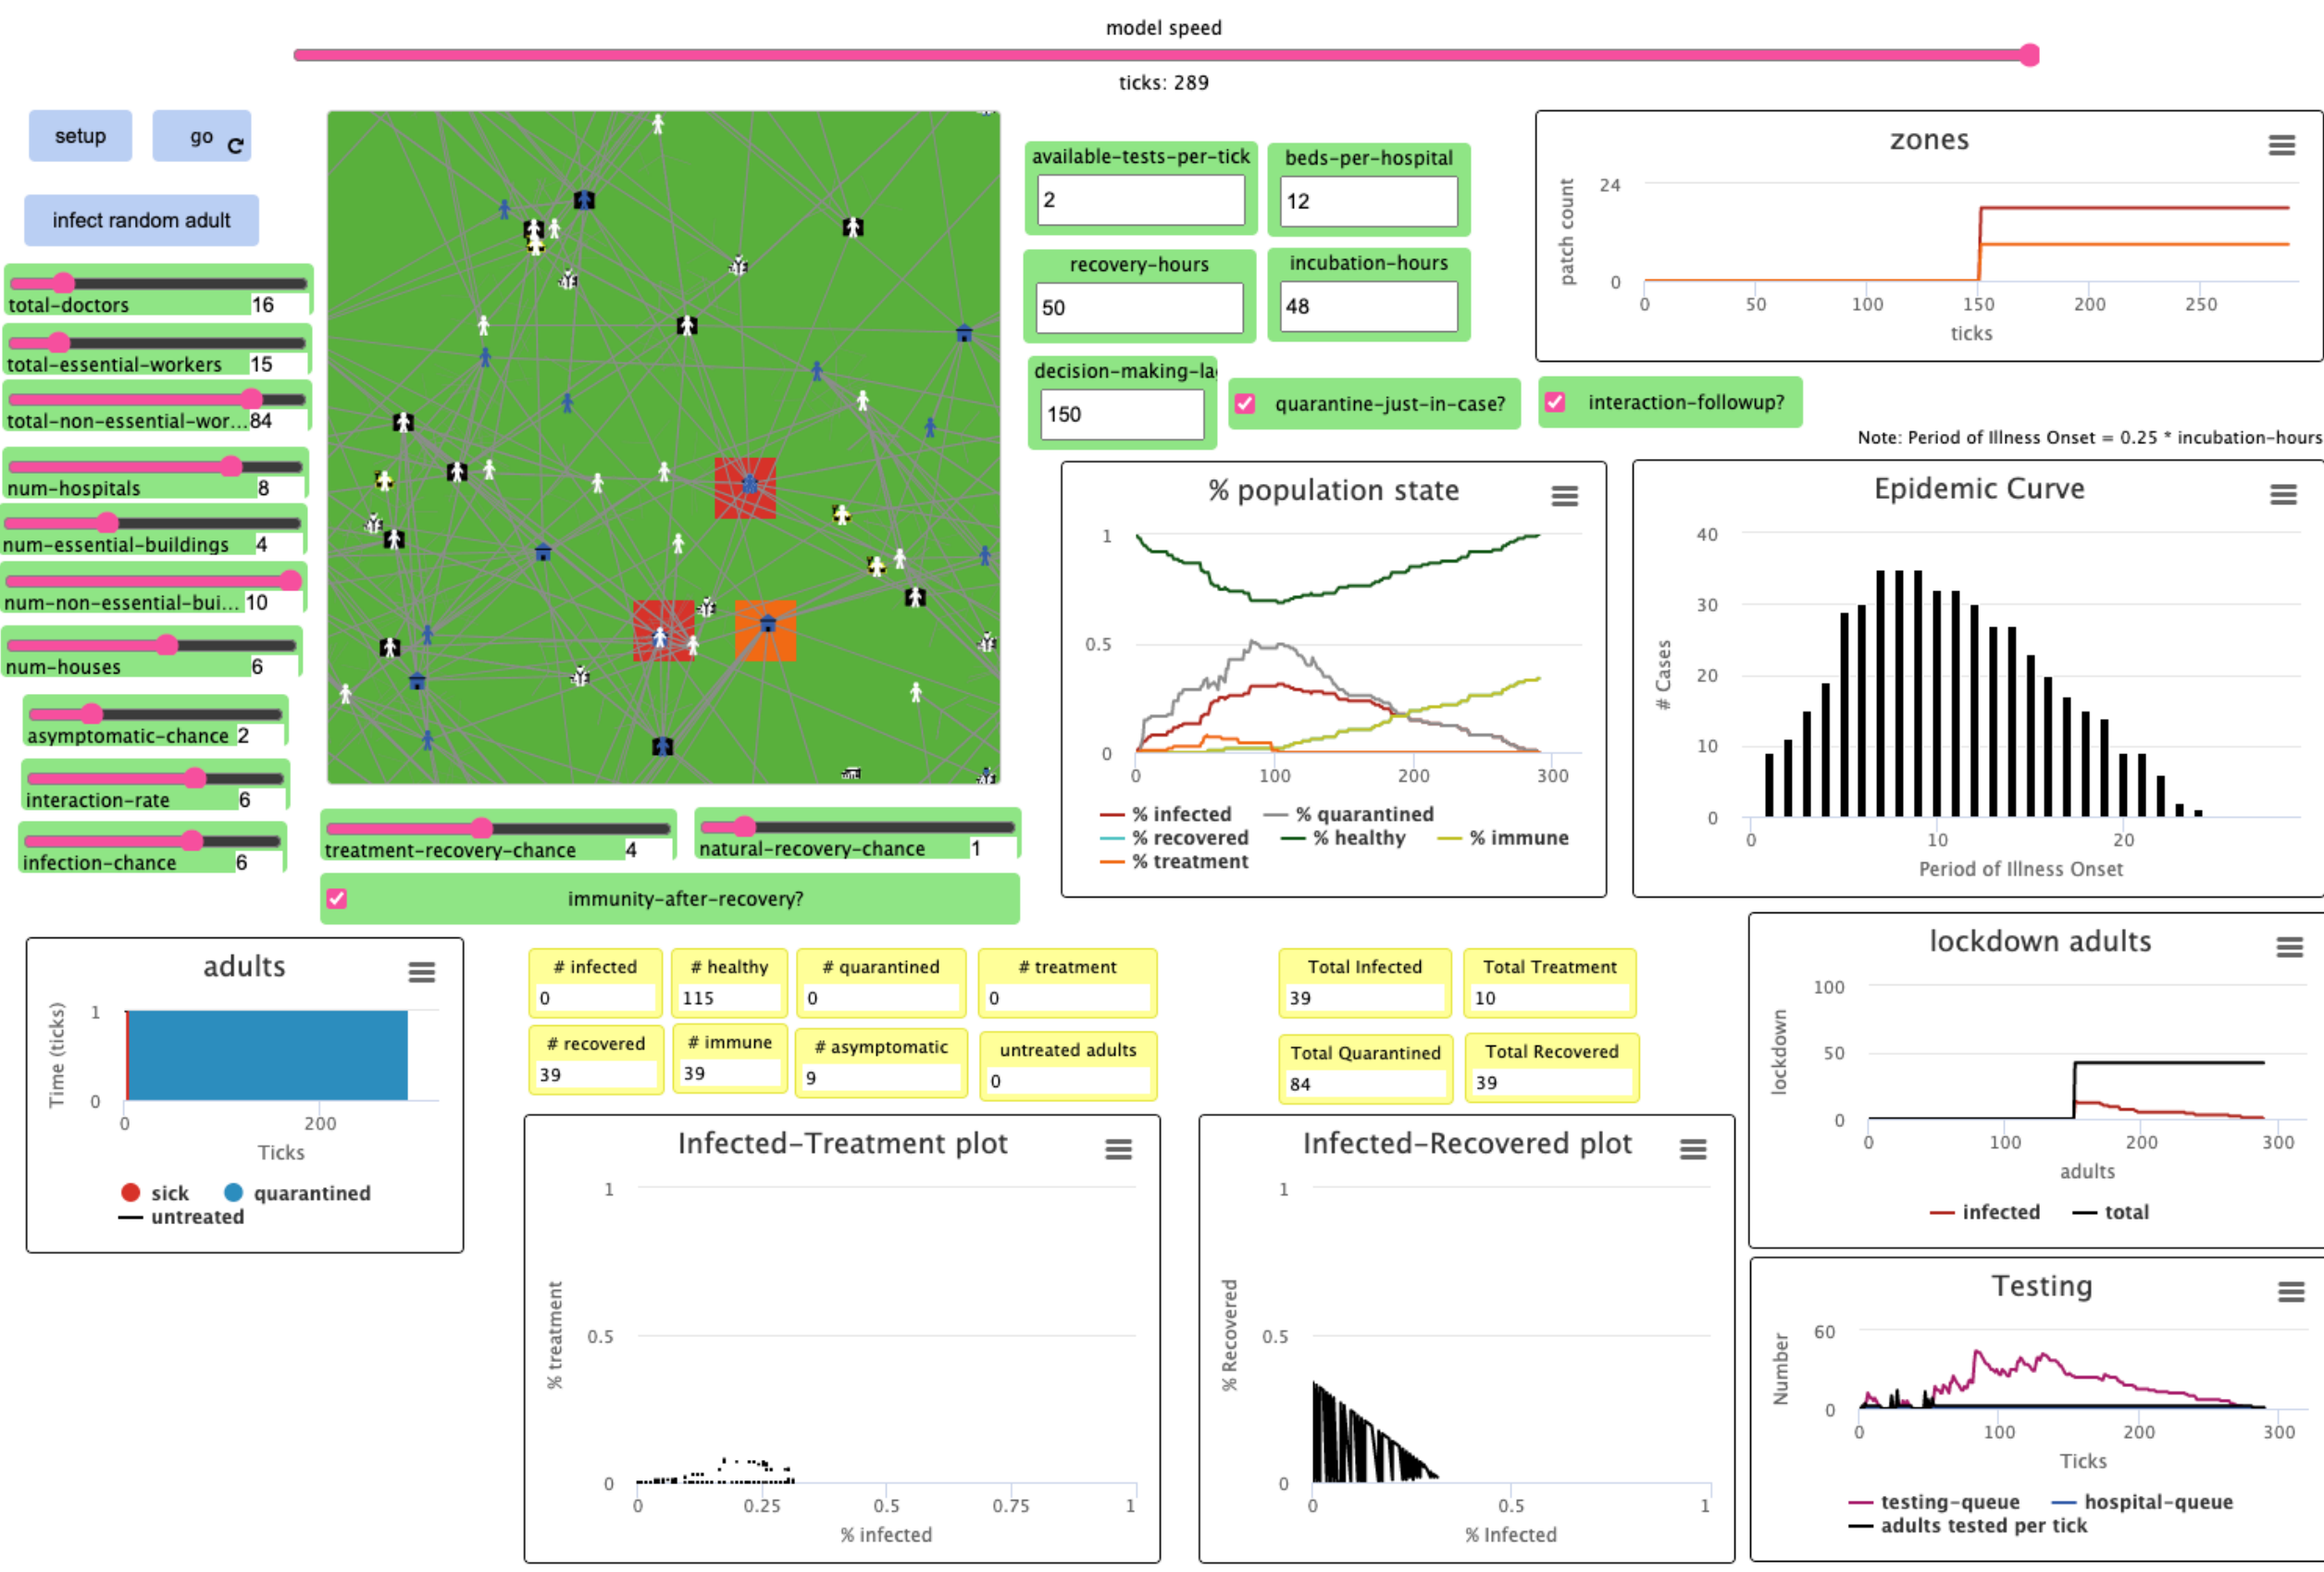 model speed
ticks: 289
setup
go
infect random adult
total-doctors 16
total-essential-workers 15
total-non-essential-wor... 84
num-hospitals 8
num-essential-buildings 4
num-non-essential-bui... 10
num-houses 6
asymptomatic-chance 2
interaction-rate 6
infection-chance 6
treatment-recovery-chance 4
natural-recovery-chance 1
immunity-after-recovery?
available-tests-per-tick
2
beds-per-hospital
12
recovery-hours
50
incubation-hours
48
decision-making-la
150
quarantine-just-in-case?
interaction-followup?
zones
patch count
24
0
0 50 100 150 200 250
ticks
Note: Period of Illness Onset = 0.25 * incubation-hours
% population state
1
0.5
0
0 100 200 300
% infected % quarantined
% recovered % healthy % immune
% treatment
Epidemic Curve
# Cases
40
30
20
10
0
0 10 20
Period of Illness Onset
adults
Time (ticks)
1
0
0 200
Ticks
sick quarantined
untreated
# infected
0
# healthy
115
# quarantined
0
# treatment
0
# recovered
39
# immune
39
# asymptomatic
9
untreated adults
0
Total Infected
39
Total Treatment
10
Total Quarantined
84
Total Recovered
39
lockdown adults
lockdown
100
50
0
0 100 200 300
adults
infected total
Infected-Treatment plot
% treatment
1
0.5
0
0 0.25 0.5 0.75 1
% infected
Infected-Recovered plot
% Recovered
1
0.5
0
0 0.5 1
% Infected
Testing
Number
60
0
0 100 200 300
Ticks
testing-queue hospital-queue
adults tested per tick